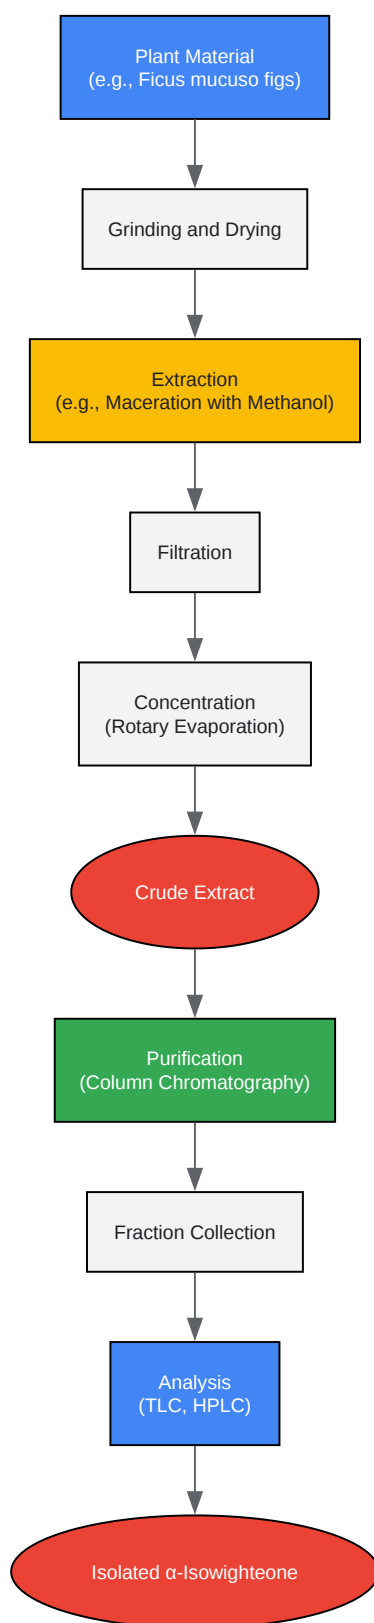 Plant Material
(e.g., Ficus mucuso figs)
Grinding and Drying
Extraction
(e.g., Maceration with Methanol)
Filtration
Concentration
(Rotary Evaporation)
Crude Extract
Purification
(Column Chromatography)
Fraction Collection
Analysis
(TLC, HPLC)
Isolated α-Isowighteone